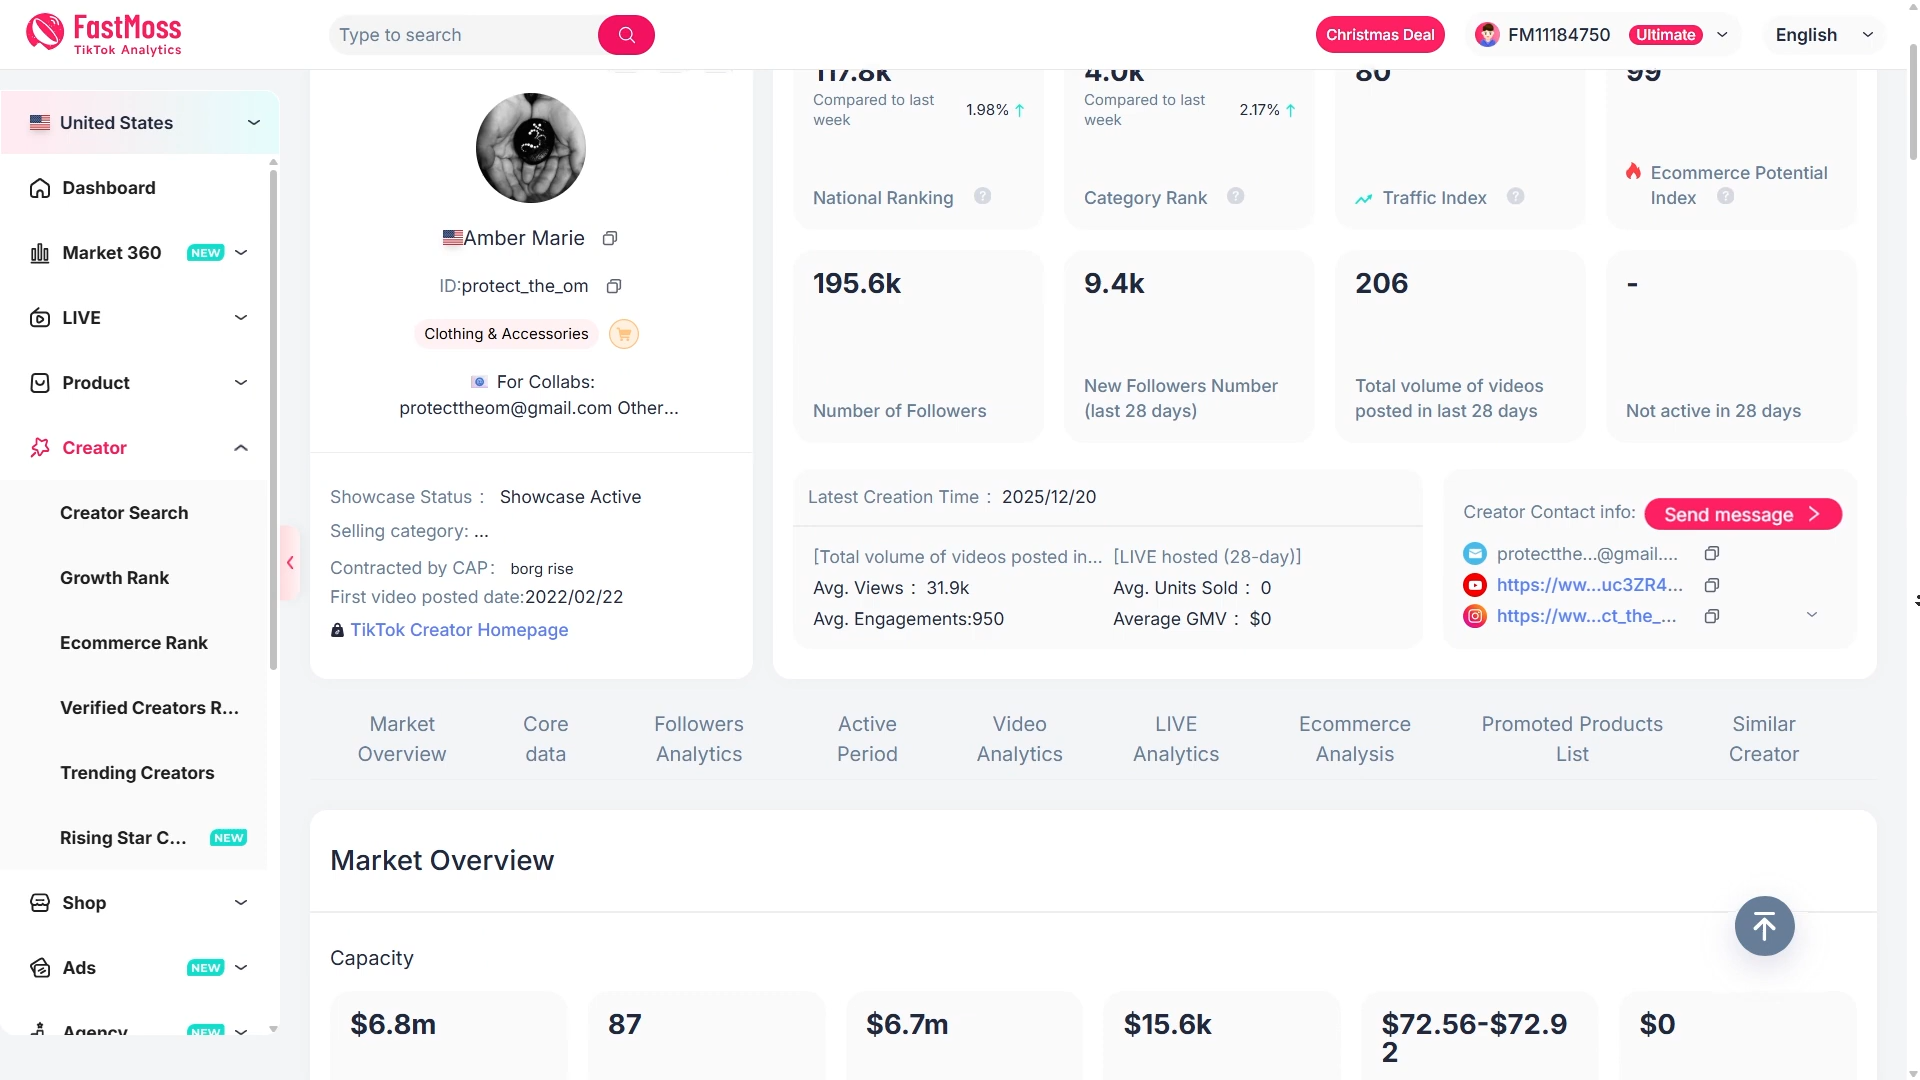 FastMoss
TikTok Analytics
Type to search
Christmas Deal
FM11184750
Ultimate
English
United States
Dashboard
Market 360
NEW
LIVE
Product
Creator
Creator Search
Growth Rank
Ecommerce Rank
Verified Creators R...
Trending Creators
Rising Star C...
NEW
Shop
Ads
NEW
Agency
NEW
Amber Marie
ID:protect_the_om
Clothing & Accessories
For Collabs:
protecttheom@gmail.com Other...
Showcase Status : Showcase Active
Selling category: ...
Contracted by CAP: borg rise
First video posted date:2022/02/22
TikTok Creator Homepage
117.8k
Compared to last
week
1.98%
National Ranking
4.0k
Compared to last
week
2.17%
Category Rank
80
Traffic Index
99
Ecommerce Potential
Index
195.6k
Number of Followers
9.4k
New Followers Number
(last 28 days)
206
Total volume of videos
posted in last 28 days
-
Not active in 28 days
Latest Creation Time : 2025/12/20
[Total volume of videos posted in...
Avg. Views : 31.9k
Avg. Engagements:950
[LIVE hosted (28-day)]
Avg. Units Sold : 0
Average GMV : $0
Creator Contact info:
Send message
protectthe...@gmail....
https://ww...uc3ZR4...
https://ww...ct_the_...
Market
Overview
Core
data
Followers
Analytics
Active
Period
Video
Analytics
LIVE
Analytics
Ecommerce
Analysis
Promoted Products
List
Similar
Creator
Market Overview
Capacity
$6.8m
87
$6.7m
$15.6k
$72.56-$72.9
2
$0